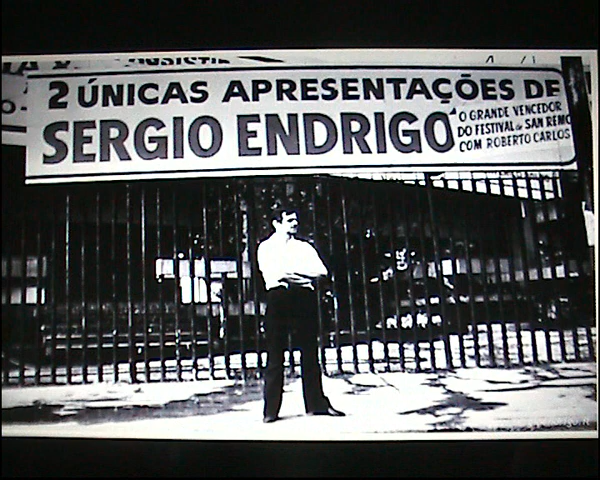 2 ÚNICAS APRESENTAÇÕES DE
SERGIO ENDRIGO
O GRANDE VENCEDOR
DO FESTIVAL de SAN REMO
COM ROBERTO CARLOS